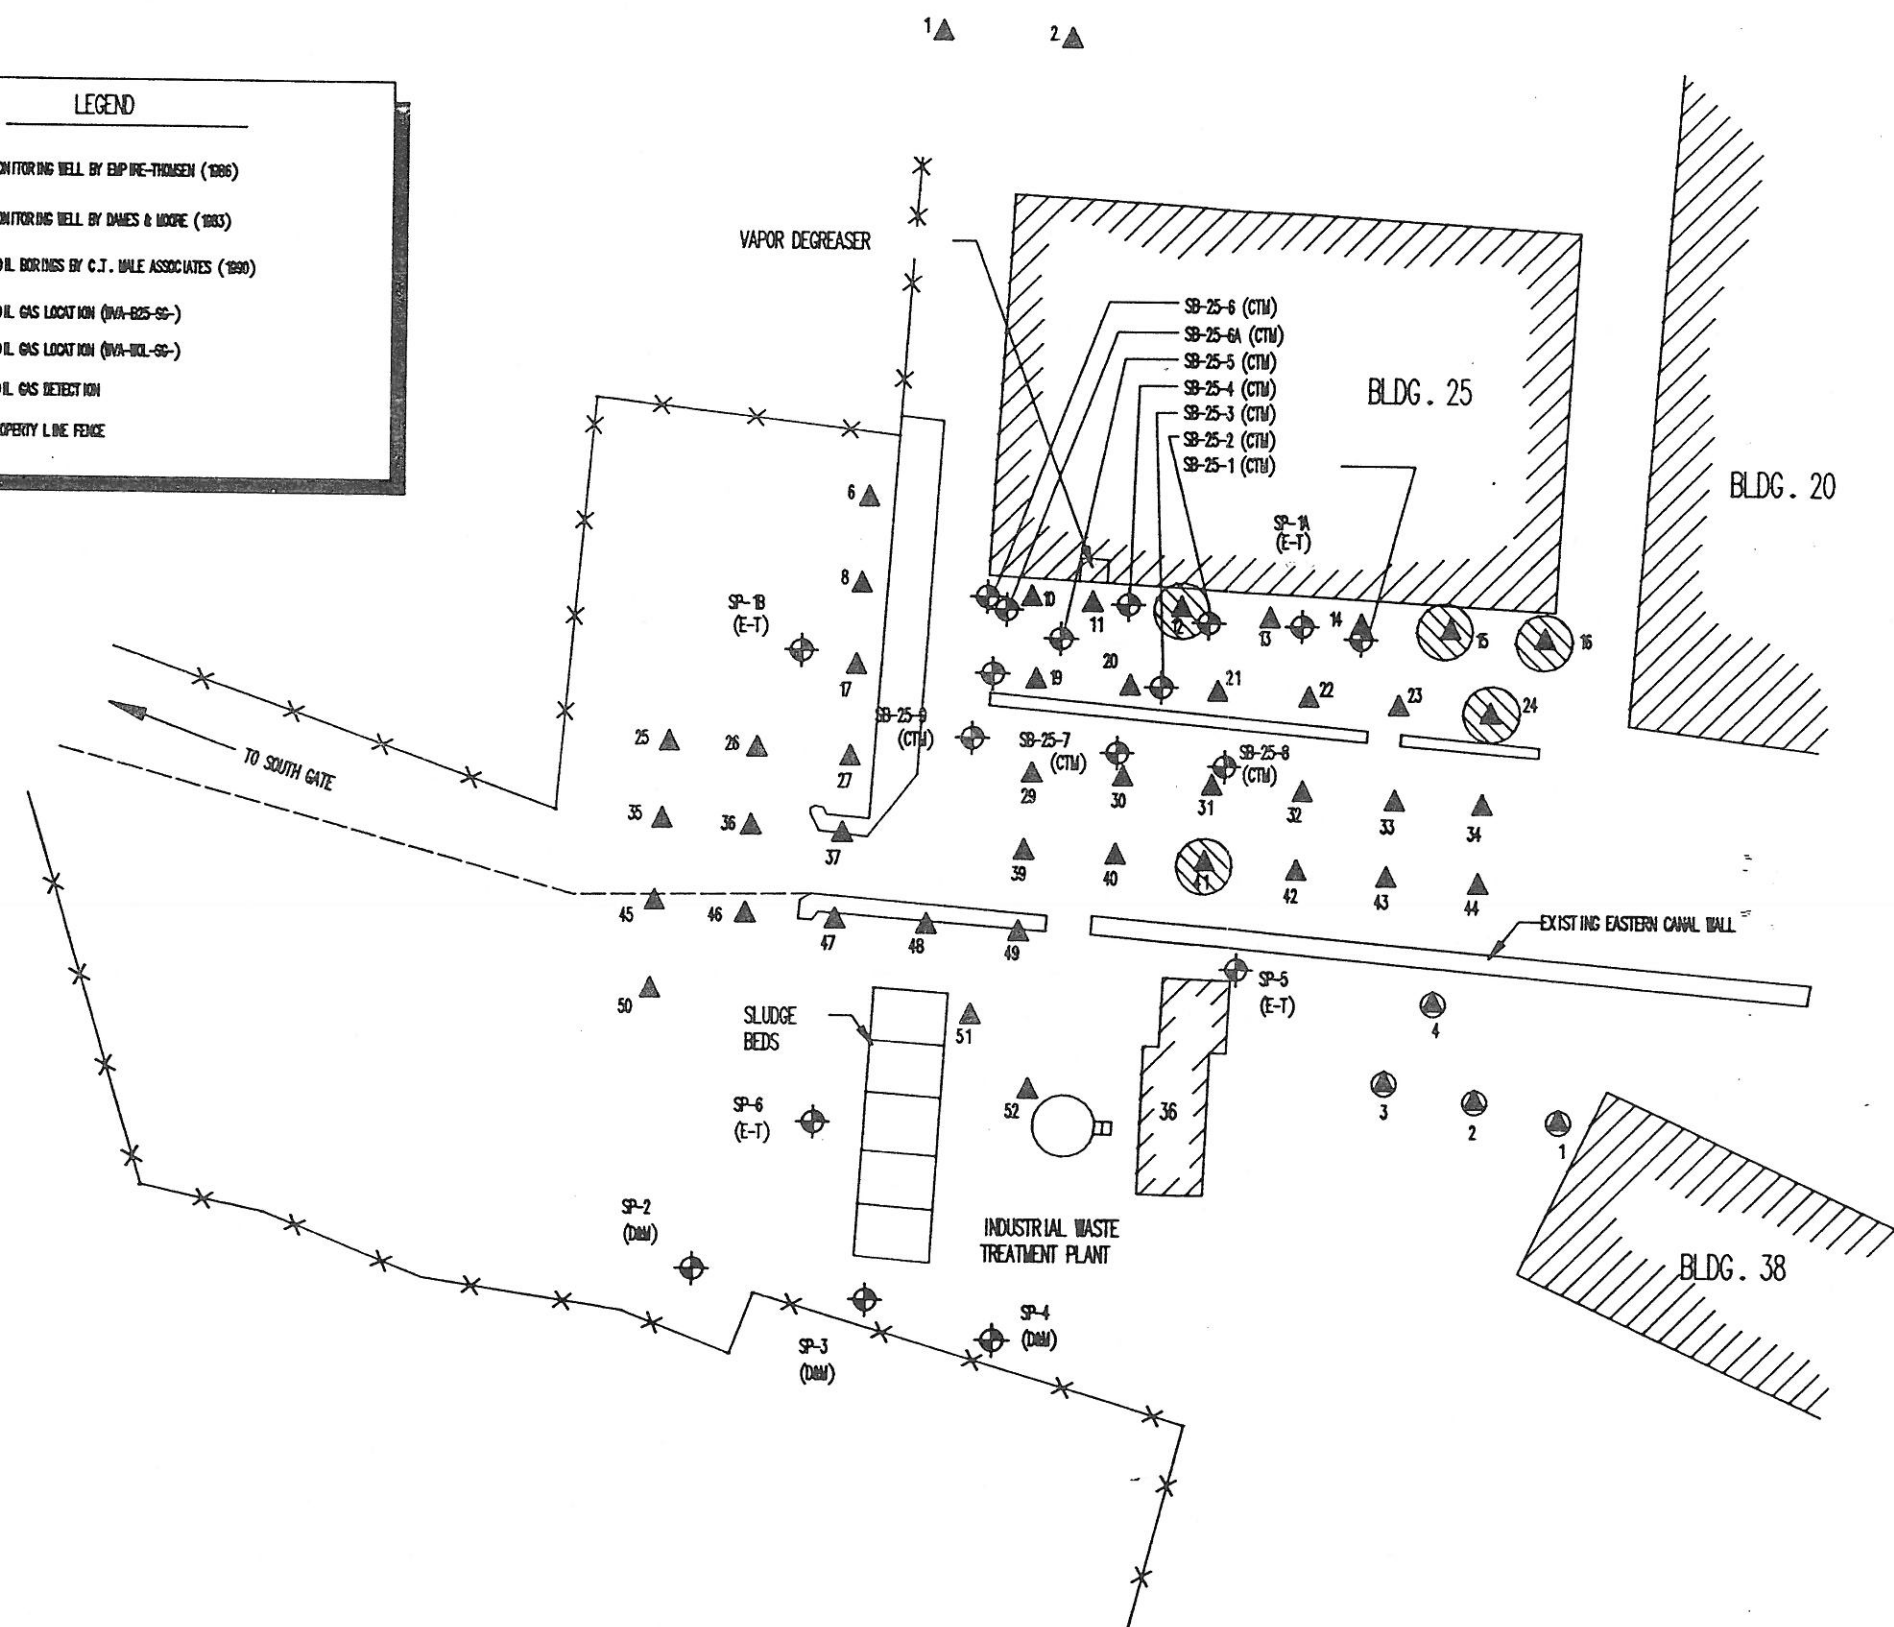 1
2
LEGEND
ONITORING WELL BY EMPIRE-THOMSEN (1986)
ONITORING WELL BY DAMES & MOORE (1983)
OIL BORINGS BY C.T. MALE ASSOCIATES (1990)
OIL GAS LOCATION (WVA-B25-SG-)
OIL GAS LOCATION
OIL GAS DETECTION
OPERTY LINE FENCE
VAPOR DEGREASER
SB-25-6 (CTM)
SB-25-6A (CTM)
SB-25-5 (CTM)
SB-25-4 (CTM)
SB-25-3 (CTM)
SB-25-2 (CTM)
SB-25-1 (CTM)
BLDG. 25
BLDG. 20
SP-1A
(E-T)
6
8
SP-1B
(E-T)
10
11
12
13
14
15
16
17
19
20
21
22
23
24
SB-25-9
(CTM)
SB-25-7
(CTM)
SB-25-8
(CTM)
TO SOUTH GATE
25
26
27
29
30
31
32
33
34
35
36
37
39
40
41
42
43
44
45
46
47
48
49
EXISTING EASTERN CANAL WALL
50
SLUDGE
BEDS
51
SP-5
(E-T)
4
52
36
3
2
1
SP-6
(E-T)
SP-2
(D&M)
INDUSTRIAL WASTE
TREATMENT PLANT
BLDG. 38
SP-3
(D&M)
SP-4
(D&M)